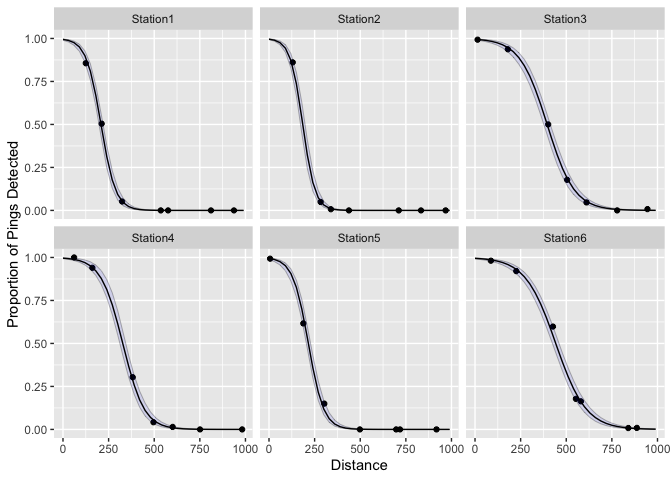 Station1 Station2 Station3
1.00
0.75
0.50
0.25
0.00
Station4 Station5 Station6
1.00
0.75
0.50
0.25
0.00
0 250 500 750 1000 0 250 500 750 1000 0 250 500 750 1000
Distance
Proportion of Pings Detected